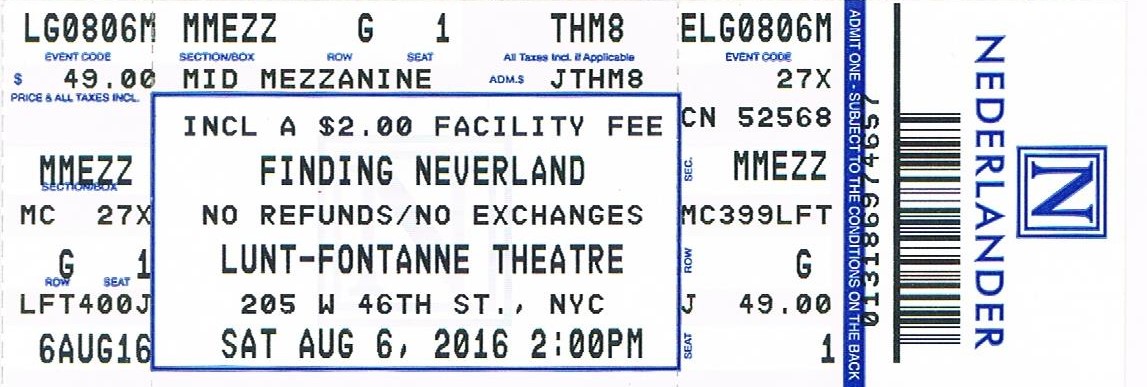 LG0806M MMEZZ G 1 THM8 ELG0806M
EVENT CODE SECTION/BOX ROW SEAT All Taxes Incl. if Applicable EVENT CODE
$ 49.00 MID MEZZANINE ADM.$ JTHM8 27X
PRICE & ALL TAXES INCL.
INCL A $2.00 FACILITY FEE CN 52568
MMEZZ FINDING NEVERLAND SEC. MMEZZ
SECTION/BOX
MC 27X NO REFUNDS/NO EXCHANGES MC399LFT
G 1 LUNT-FONTANNE THEATRE ROW G
ROW SEAT
LFT400J 205 W 46TH ST., NYC J 49.00
6AUG16 SAT AUG 6, 2016 2:00PM SEAT 1
ADMIT ONE - SUBJECT TO THE CONDITIONS ON THE BACK
NEDERLANDER
N